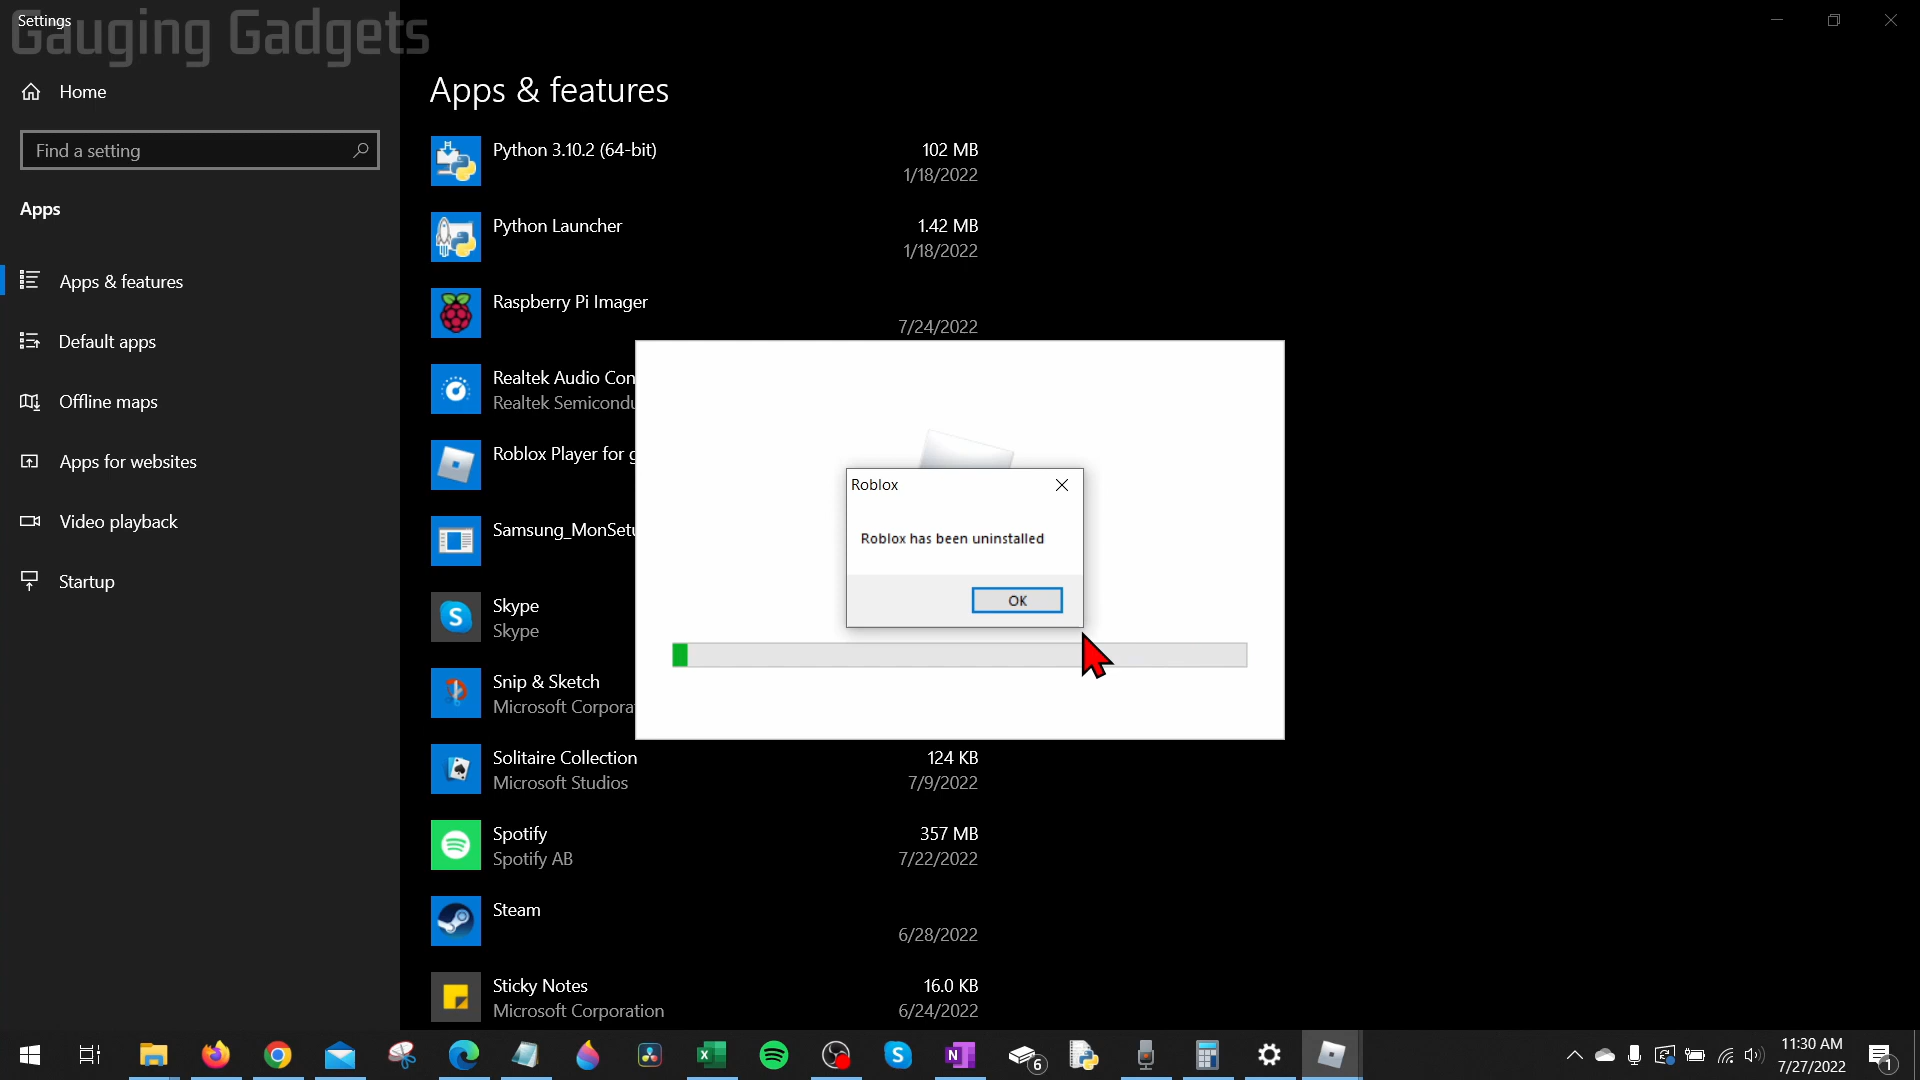 Settings
Gauging Gadgets
Home
Find a setting
Apps
Apps & features
Default apps
Offline maps
Apps for websites
Video playback
Startup
Apps & features
Python 3.10.2 (64-bit) 102 MB
1/18/2022
Python Launcher 1.42 MB
1/18/2022
Raspberry Pi Imager
7/24/2022
Realtek Audio Con
Realtek Semicondu
Roblox Player for g
Samsung_MonSetu
Skype
Skype
Snip & Sketch
Microsoft Corporat
Roblox
Roblox has been uninstalled
OK
Solitaire Collection 124 KB
Microsoft Studios 7/9/2022
Spotify 357 MB
Spotify AB 7/22/2022
Steam
6/28/2022
Sticky Notes 16.0 KB
Microsoft Corporation 6/24/2022
6
11:30 AM
7/27/2022
1